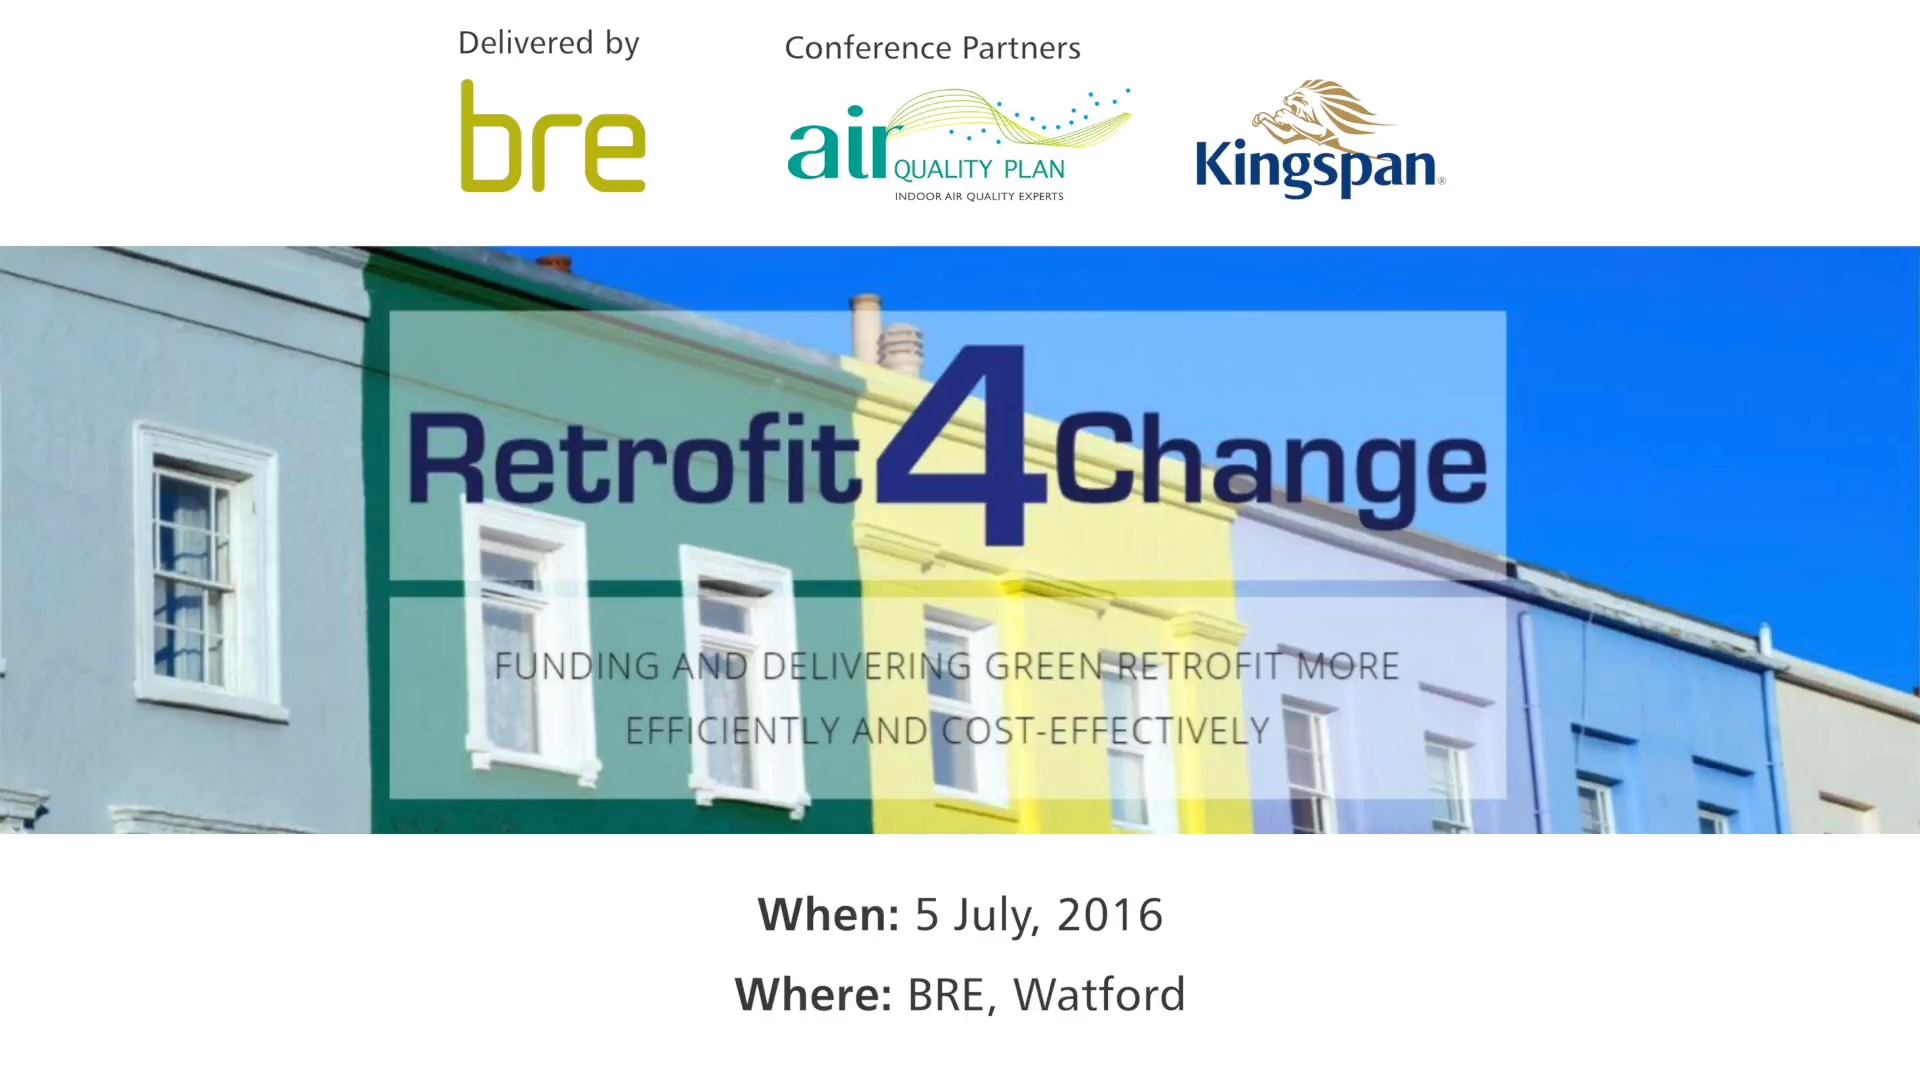 Delivered by
Conference Partners
bre
air QUALITY PLAN
INDOOR AIR QUALITY EXPERTS
Kingspan®
Retrofit4Change
FUNDING AND DELIVERING GREEN RETROFIT MORE
EFFICIENTLY AND COST-EFFECTIVELY
When: 5 July, 2016
Where: BRE, Watford